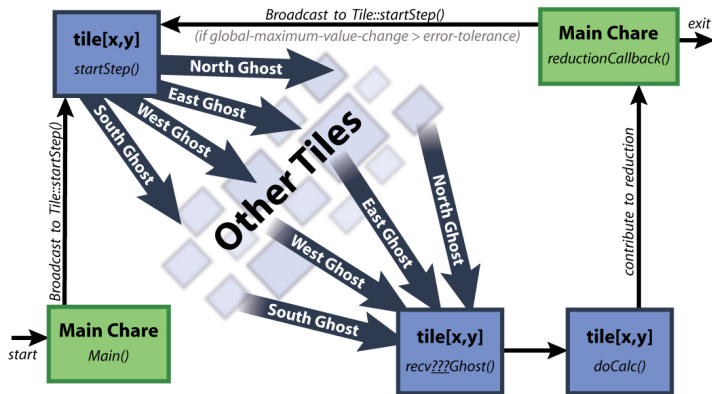 Broadcast to Tile::startStep()
(if global-maximum-value-change > error-tolerance)
tile[x,y]
startStep()
Main Chare
reductionCallback()
exit
North Ghost
East Ghost
West Ghost
South Ghost
Other Tiles
Broadcast to Tile::startStep()
North Ghost
East Ghost
West Ghost
South Ghost
contribute to reduction
start
Main Chare
Main()
tile[x,y]
recv???Ghost()
tile[x,y]
doCalc()